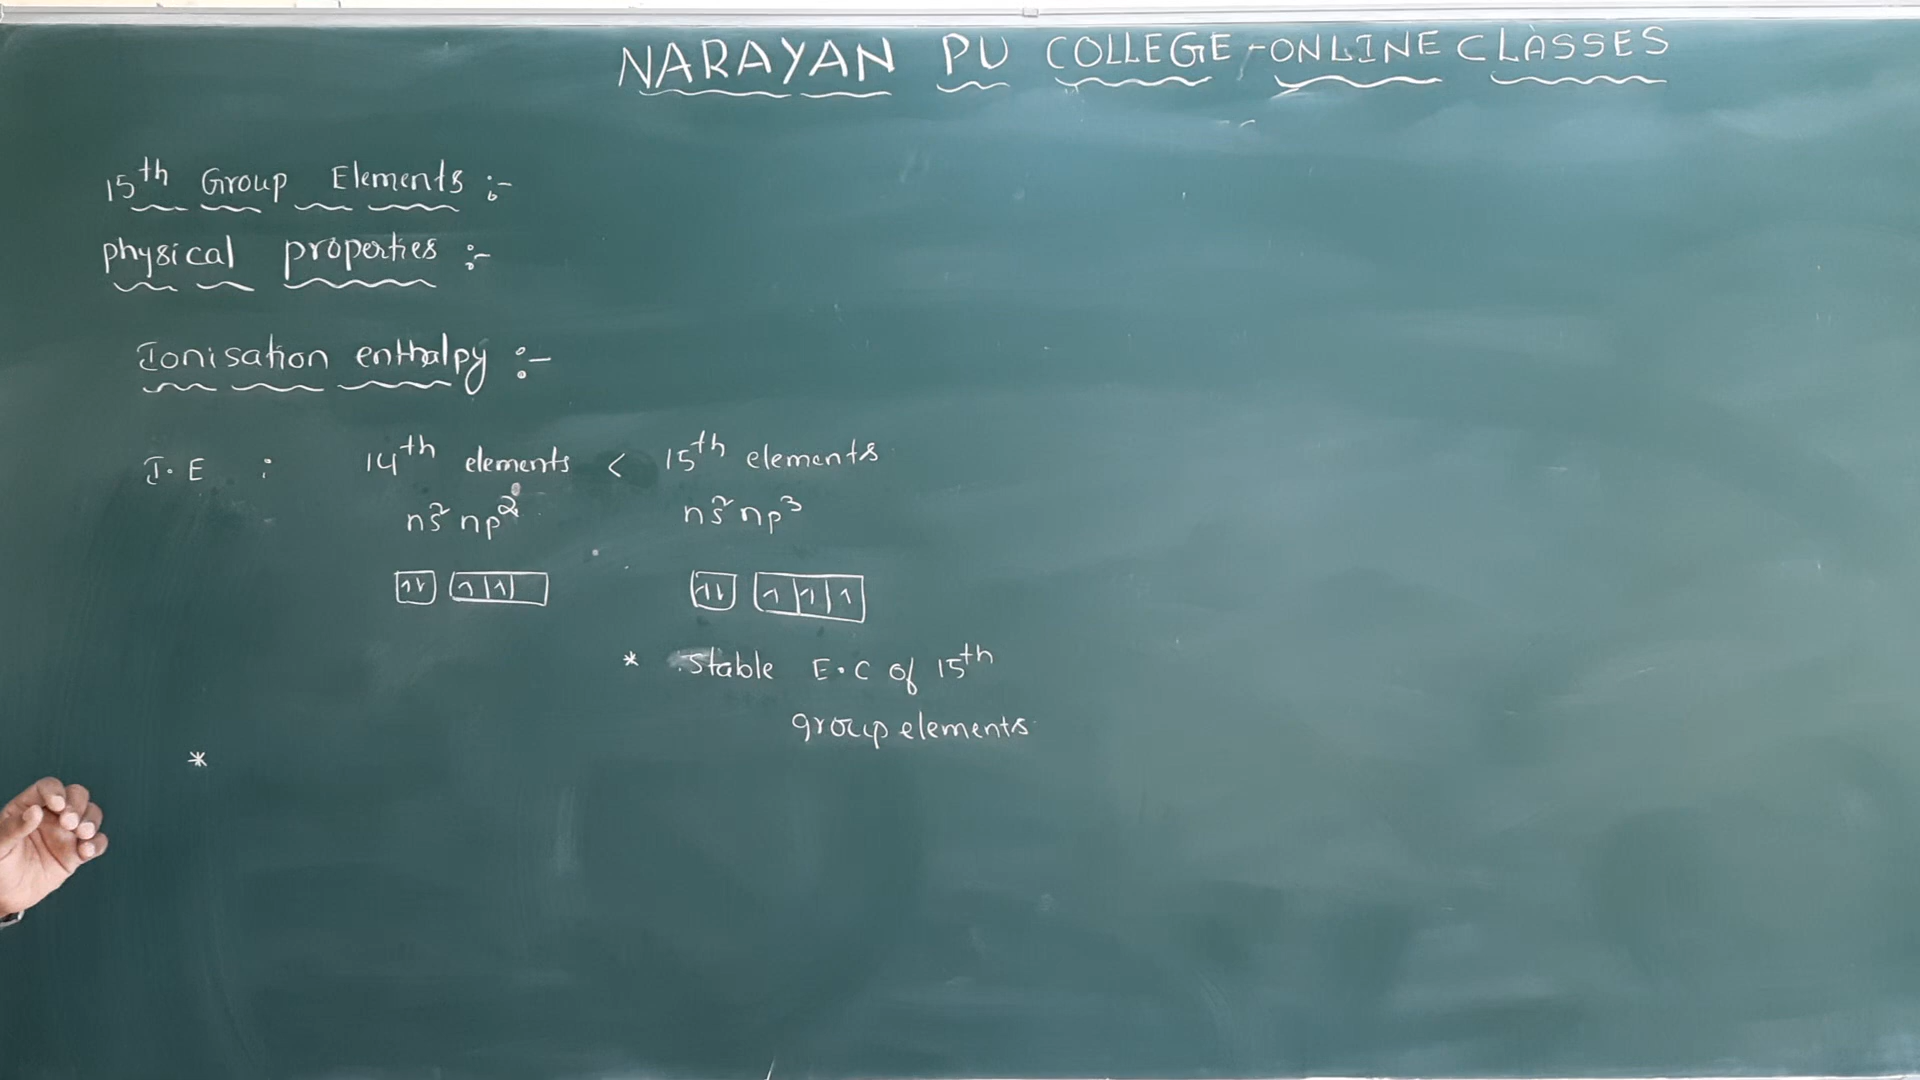 NARAYAN PU COLLEGE - ONLINE CLASSES
15th Group Elements :-
physical properties :-
Ionisation enthalpy :-
I.E : 14th elements < 15th elements
ns² np² ns² np³
↑↓ ↑ ↑ ↑↓ ↑ ↑ ↑
* Stable E.C of 15th
group elements
*